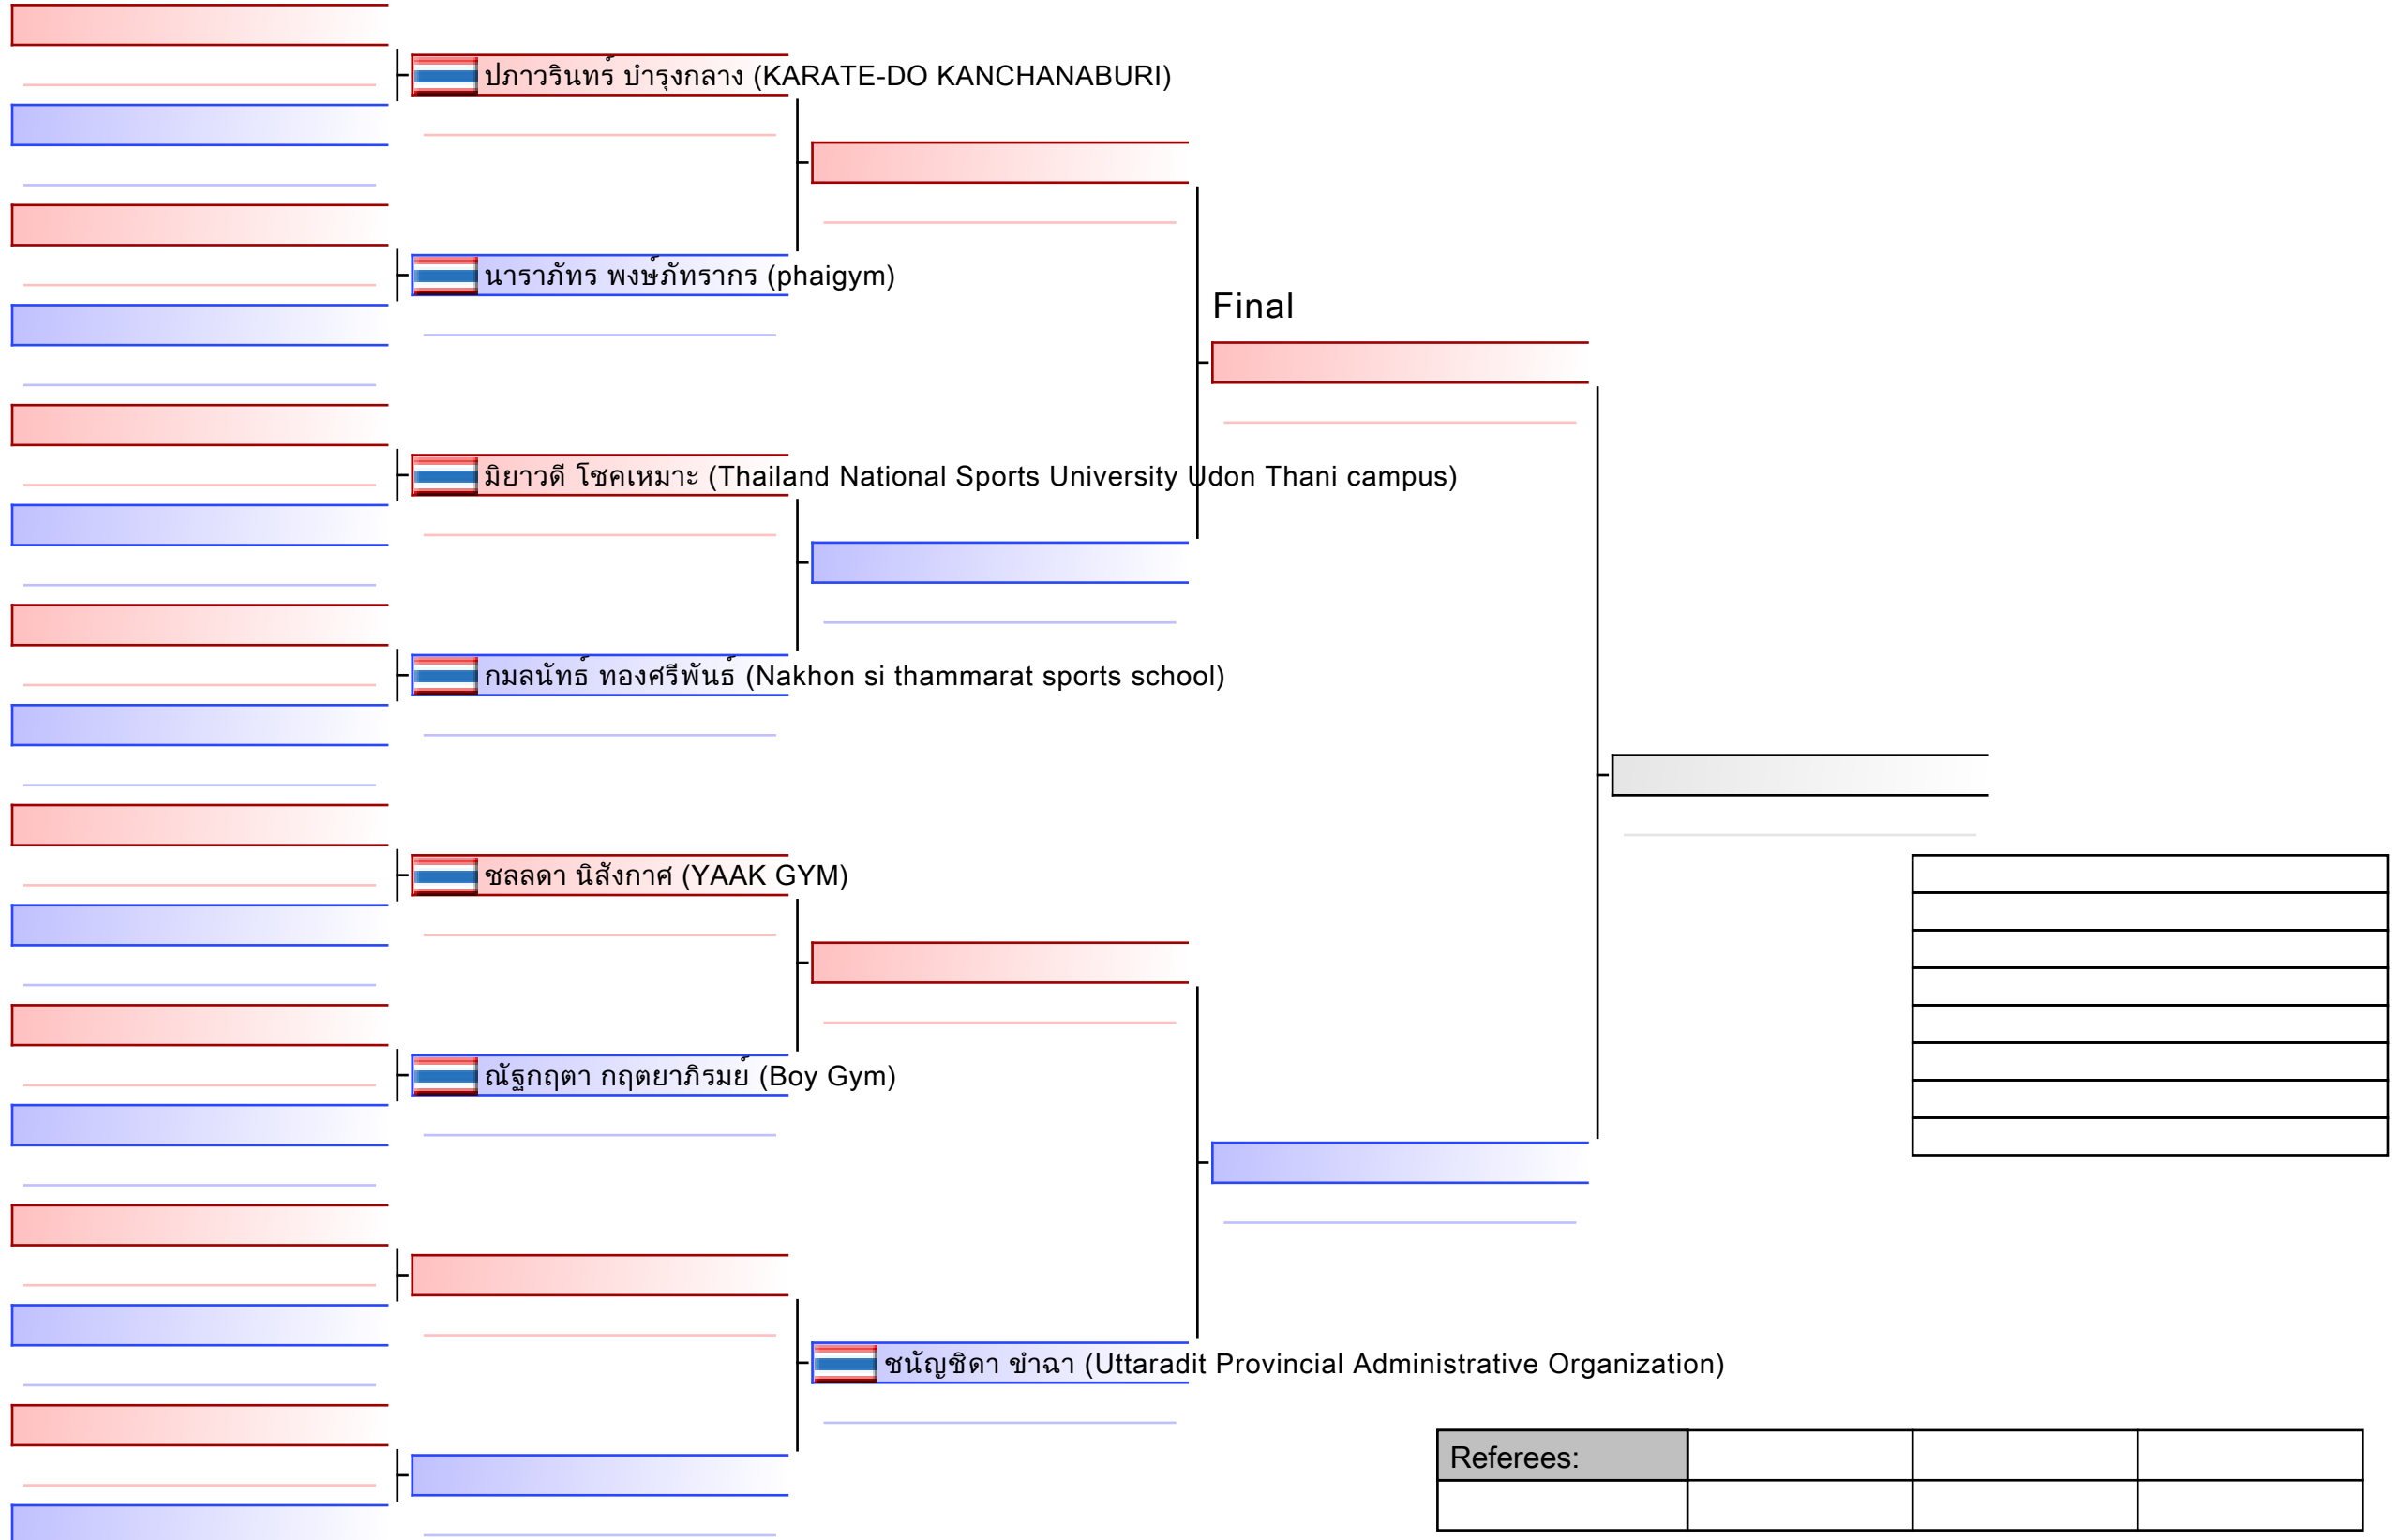 ปภาวรินทร์ บำรุงกลาง (KARATE-DO KANCHANABURI)
นาราภัทร พงษ์ภัทรากร (phaigym)
Final
มิยาวดี โชคเหมาะ (Thailand National Sports University Udon Thani campus)
กมลนัทธ์ ทองศรีพันธ์ (Nakhon si thammarat sports school)
ชลลดา นิสังกาศ (YAAK GYM)
ณัฐกฤตา กฤตยาภิรมย์ (Boy Gym)
ชนัญชิดา ขำฉา (Uttaradit Provincial Administrative Organization)
Referees: